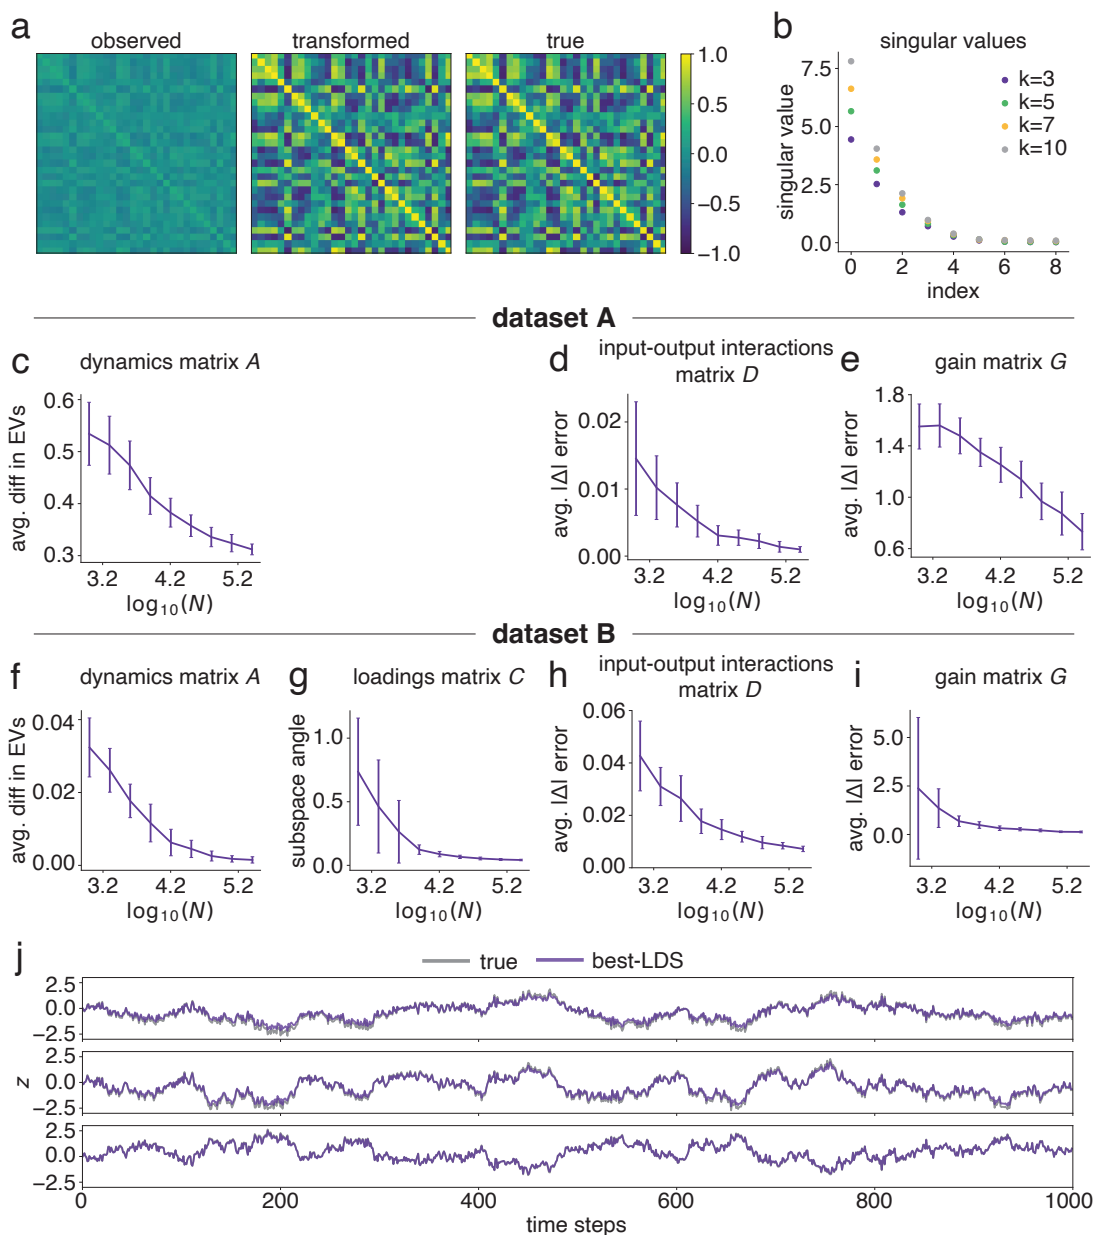 a
observed
transformed
true
1.0
0.5
0.0
−0.5
−1.0
b
singular values
singular value
7.5
5.0
2.5
0.0
k=3
k=5
k=7
k=10
0 2 4 6 8
index
dataset A
c
dynamics matrix A
avg. diff in EVs
0.6
0.5
0.4
0.3
3.2 4.2 5.2
log10(N)
d
input-output interactions
matrix D
avg. |Δ| error
0.02
0.01
0.00
3.2 4.2 5.2
log10(N)
e
gain matrix G
avg. |Δ| error
1.8
1.4
1.0
0.6
3.2 4.2 5.2
log10(N)
dataset B
f
dynamics matrix A
avg. diff in EVs
0.04
0.02
0.00
3.2 4.2 5.2
log10(N)
g
loadings matrix C
subspace angle
1.0
0.5
0.0
3.2 4.2 5.2
log10(N)
h
input-output interactions
matrix D
avg. |Δ| error
0.06
0.04
0.02
0.00
3.2 4.2 5.2
log10(N)
i
gain matrix G
avg. |Δ| error
5.0
2.5
0.0
3.2 4.2 5.2
log10(N)
j
true
best-LDS
2.5
0.0
−2.5
z
2.5
0.0
−2.5
2.5
0.0
−2.5
0 200 400 600 800 1000
time steps